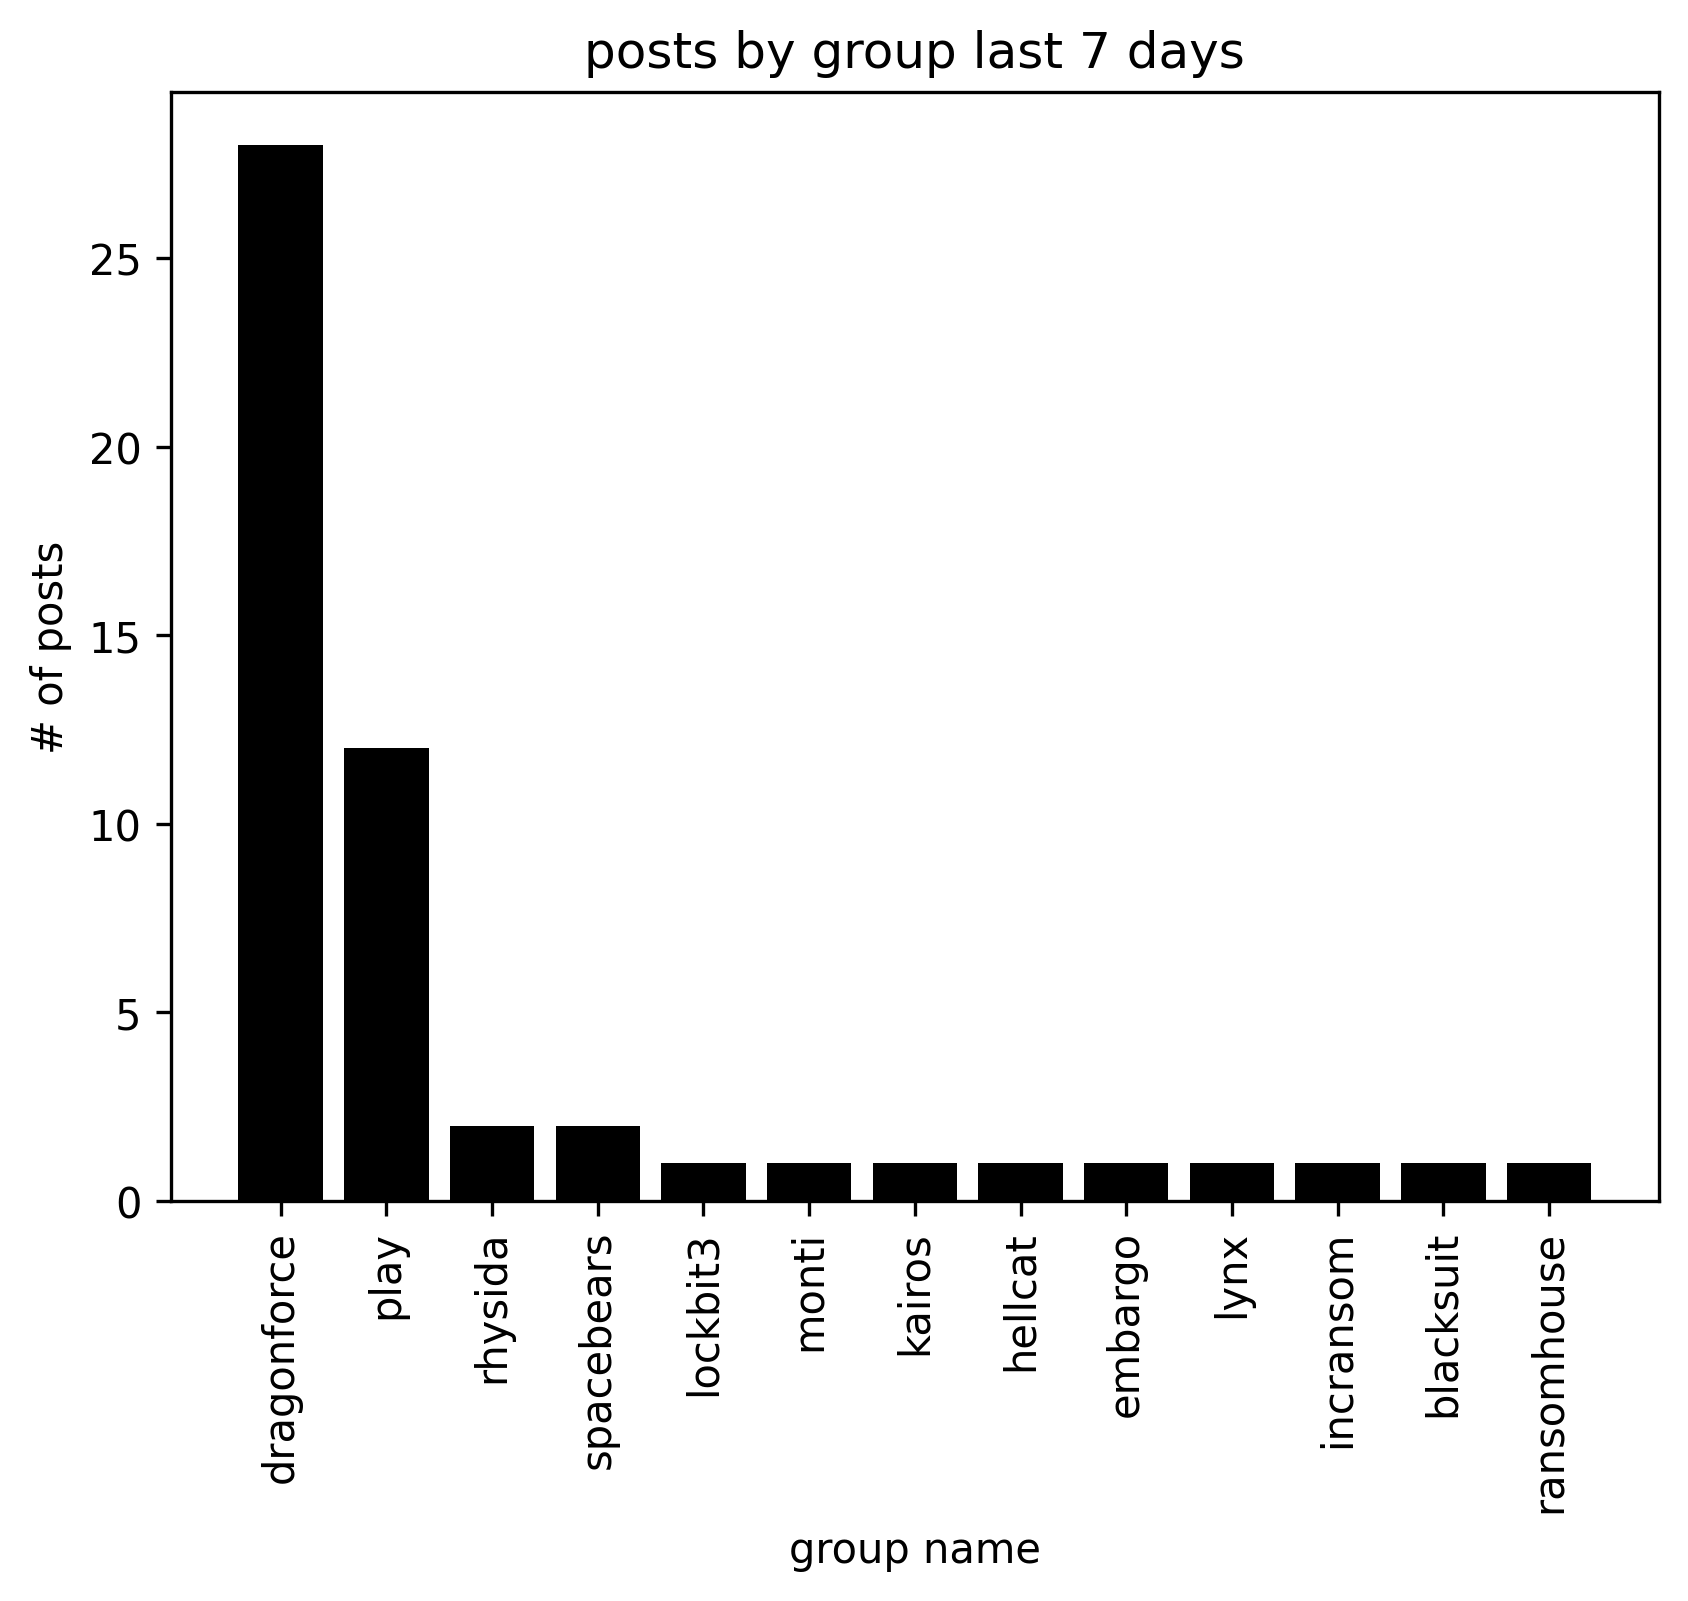 posts by group last 7 days
# of posts
25
20
15
10
5
0
dragonforce
play
rhysida
spacebears
lockbit3
monti
kairos
hellcat
embargo
lynx
incransom
blacksuit
ransomhouse
group name